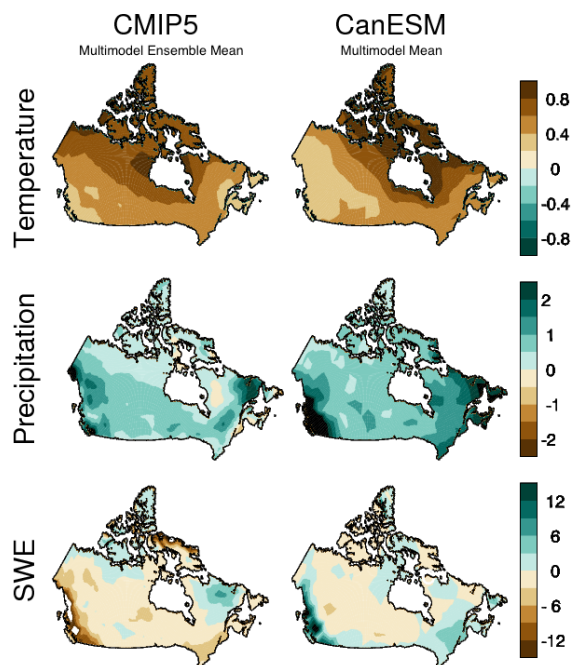 CMIP5
Multimodel Ensemble Mean
CanESM
Multimodel Mean
Temperature
0.8
0.4
0
-0.4
-0.8
Precipitation
2
1
0
-1
-2
SWE
12
6
0
-6
-12